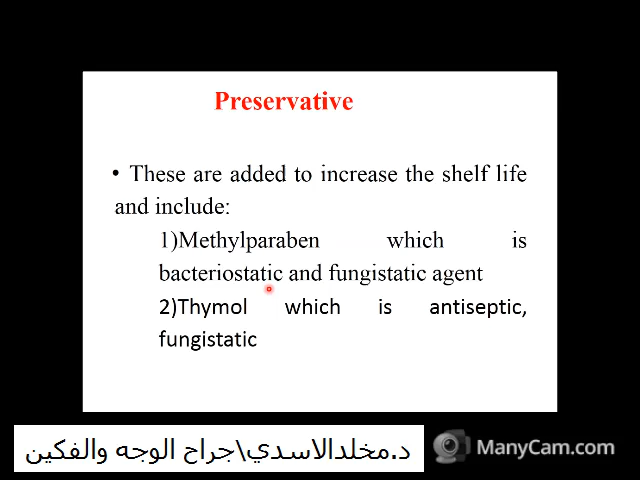 Preservative
• These are added to increase the shelf life
and include:
1)Methylparaben which is
bacteriostatic and fungistatic agent
2)Thymol which is antiseptic,
fungistatic
د.مخلدالاسدي\جراح الوجه والفكين
ManyCam.com